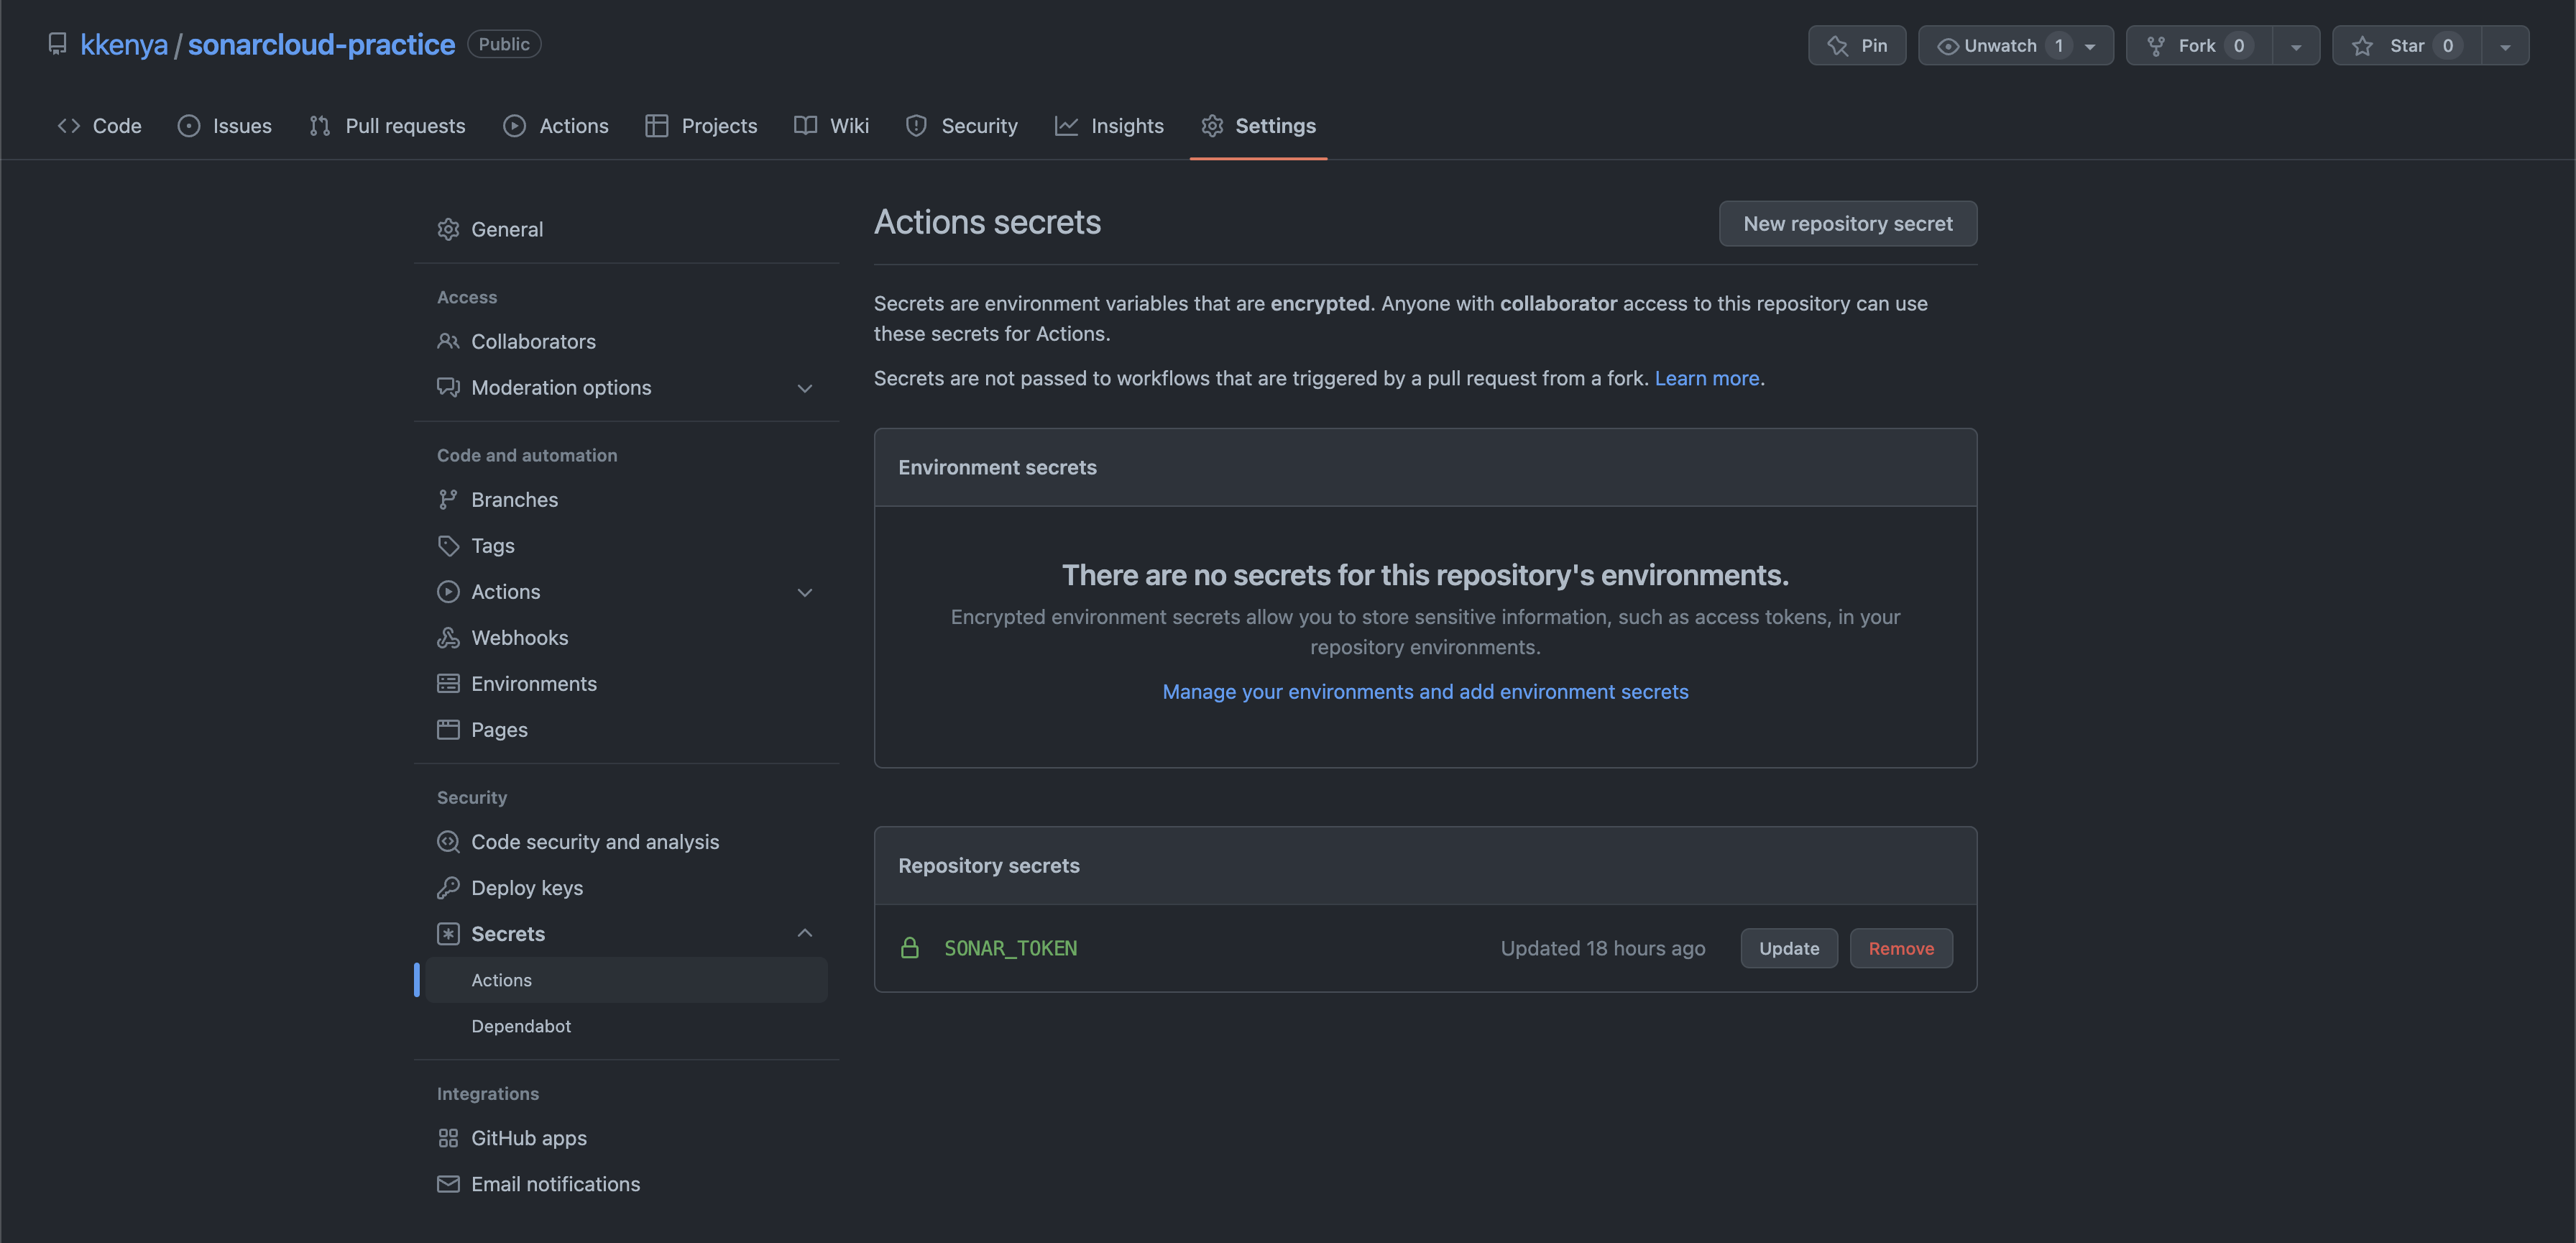 kkenya / sonarcloud-practice Public
Pin Unwatch 1 Fork 0 Star 0
Code Issues Pull requests Actions Projects Wiki Security Insights Settings
General
Access
Collaborators
Moderation options
Code and automation
Branches
Tags
Actions
Webhooks
Environments
Pages
Security
Code security and analysis
Deploy keys
Secrets
Actions
Dependabot
Integrations
GitHub apps
Email notifications
Actions secrets
New repository secret
Secrets are environment variables that are encrypted. Anyone with collaborator access to this repository can use
these secrets for Actions.
Secrets are not passed to workflows that are triggered by a pull request from a fork. Learn more.
Environment secrets
There are no secrets for this repository's environments.
Encrypted environment secrets allow you to store sensitive information, such as access tokens, in your
repository environments.
Manage your environments and add environment secrets
Repository secrets
SONAR_TOKEN Updated 18 hours ago Update Remove